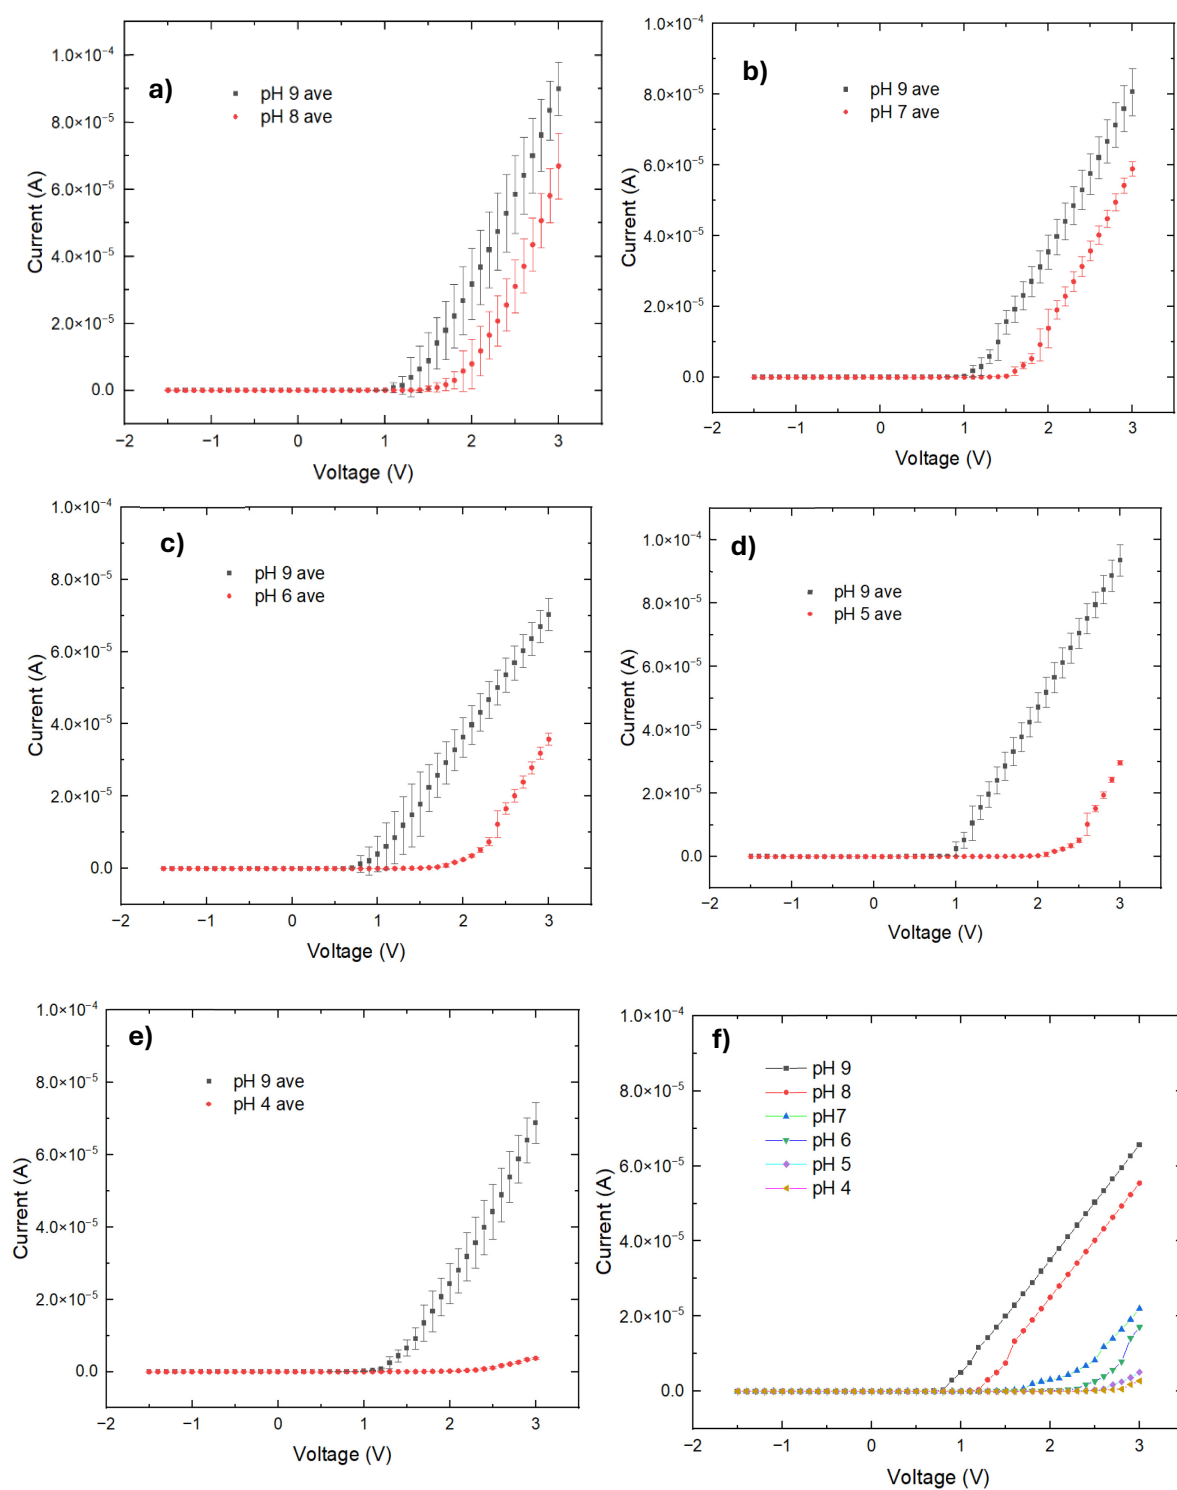 a)
pH 9 ave
pH 8 ave
1.0×10⁻⁴
8.0×10⁻⁵
6.0×10⁻⁵
4.0×10⁻⁵
2.0×10⁻⁵
0.0
−2 −1 0 1 2 3
Current (A)
Voltage (V)
b)
pH 9 ave
pH 7 ave
1.0×10⁻⁴
8.0×10⁻⁵
6.0×10⁻⁵
4.0×10⁻⁵
2.0×10⁻⁵
0.0
−2 −1 0 1 2 3
Current (A)
Voltage (V)
c)
pH 9 ave
pH 6 ave
1.0×10⁻⁴
8.0×10⁻⁵
6.0×10⁻⁵
4.0×10⁻⁵
2.0×10⁻⁵
0.0
−2 −1 0 1 2 3
Current (A)
Voltage (V)
d)
pH 9 ave
pH 5 ave
1.0×10⁻⁴
8.0×10⁻⁵
6.0×10⁻⁵
4.0×10⁻⁵
2.0×10⁻⁵
0.0
−2 −1 0 1 2 3
Current (A)
Voltage (V)
e)
pH 9 ave
pH 4 ave
1.0×10⁻⁴
8.0×10⁻⁵
6.0×10⁻⁵
4.0×10⁻⁵
2.0×10⁻⁵
0.0
−2 −1 0 1 2 3
Current (A)
Voltage (V)
f)
pH 9
pH 8
pH7
pH 6
pH 5
pH 4
1.0×10⁻⁴
8.0×10⁻⁵
6.0×10⁻⁵
4.0×10⁻⁵
2.0×10⁻⁵
0.0
−2 −1 0 1 2 3
Current (A)
Voltage (V)